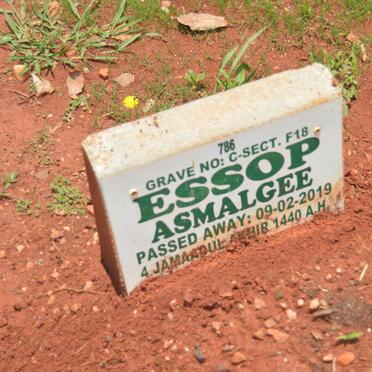 786
GRAVE NO: C-SECT. F18
ESSOP
ASMALGEE
PASSED AWAY: 09-02-2019
4 JAMAADUL AKHIR 1440 A.H.